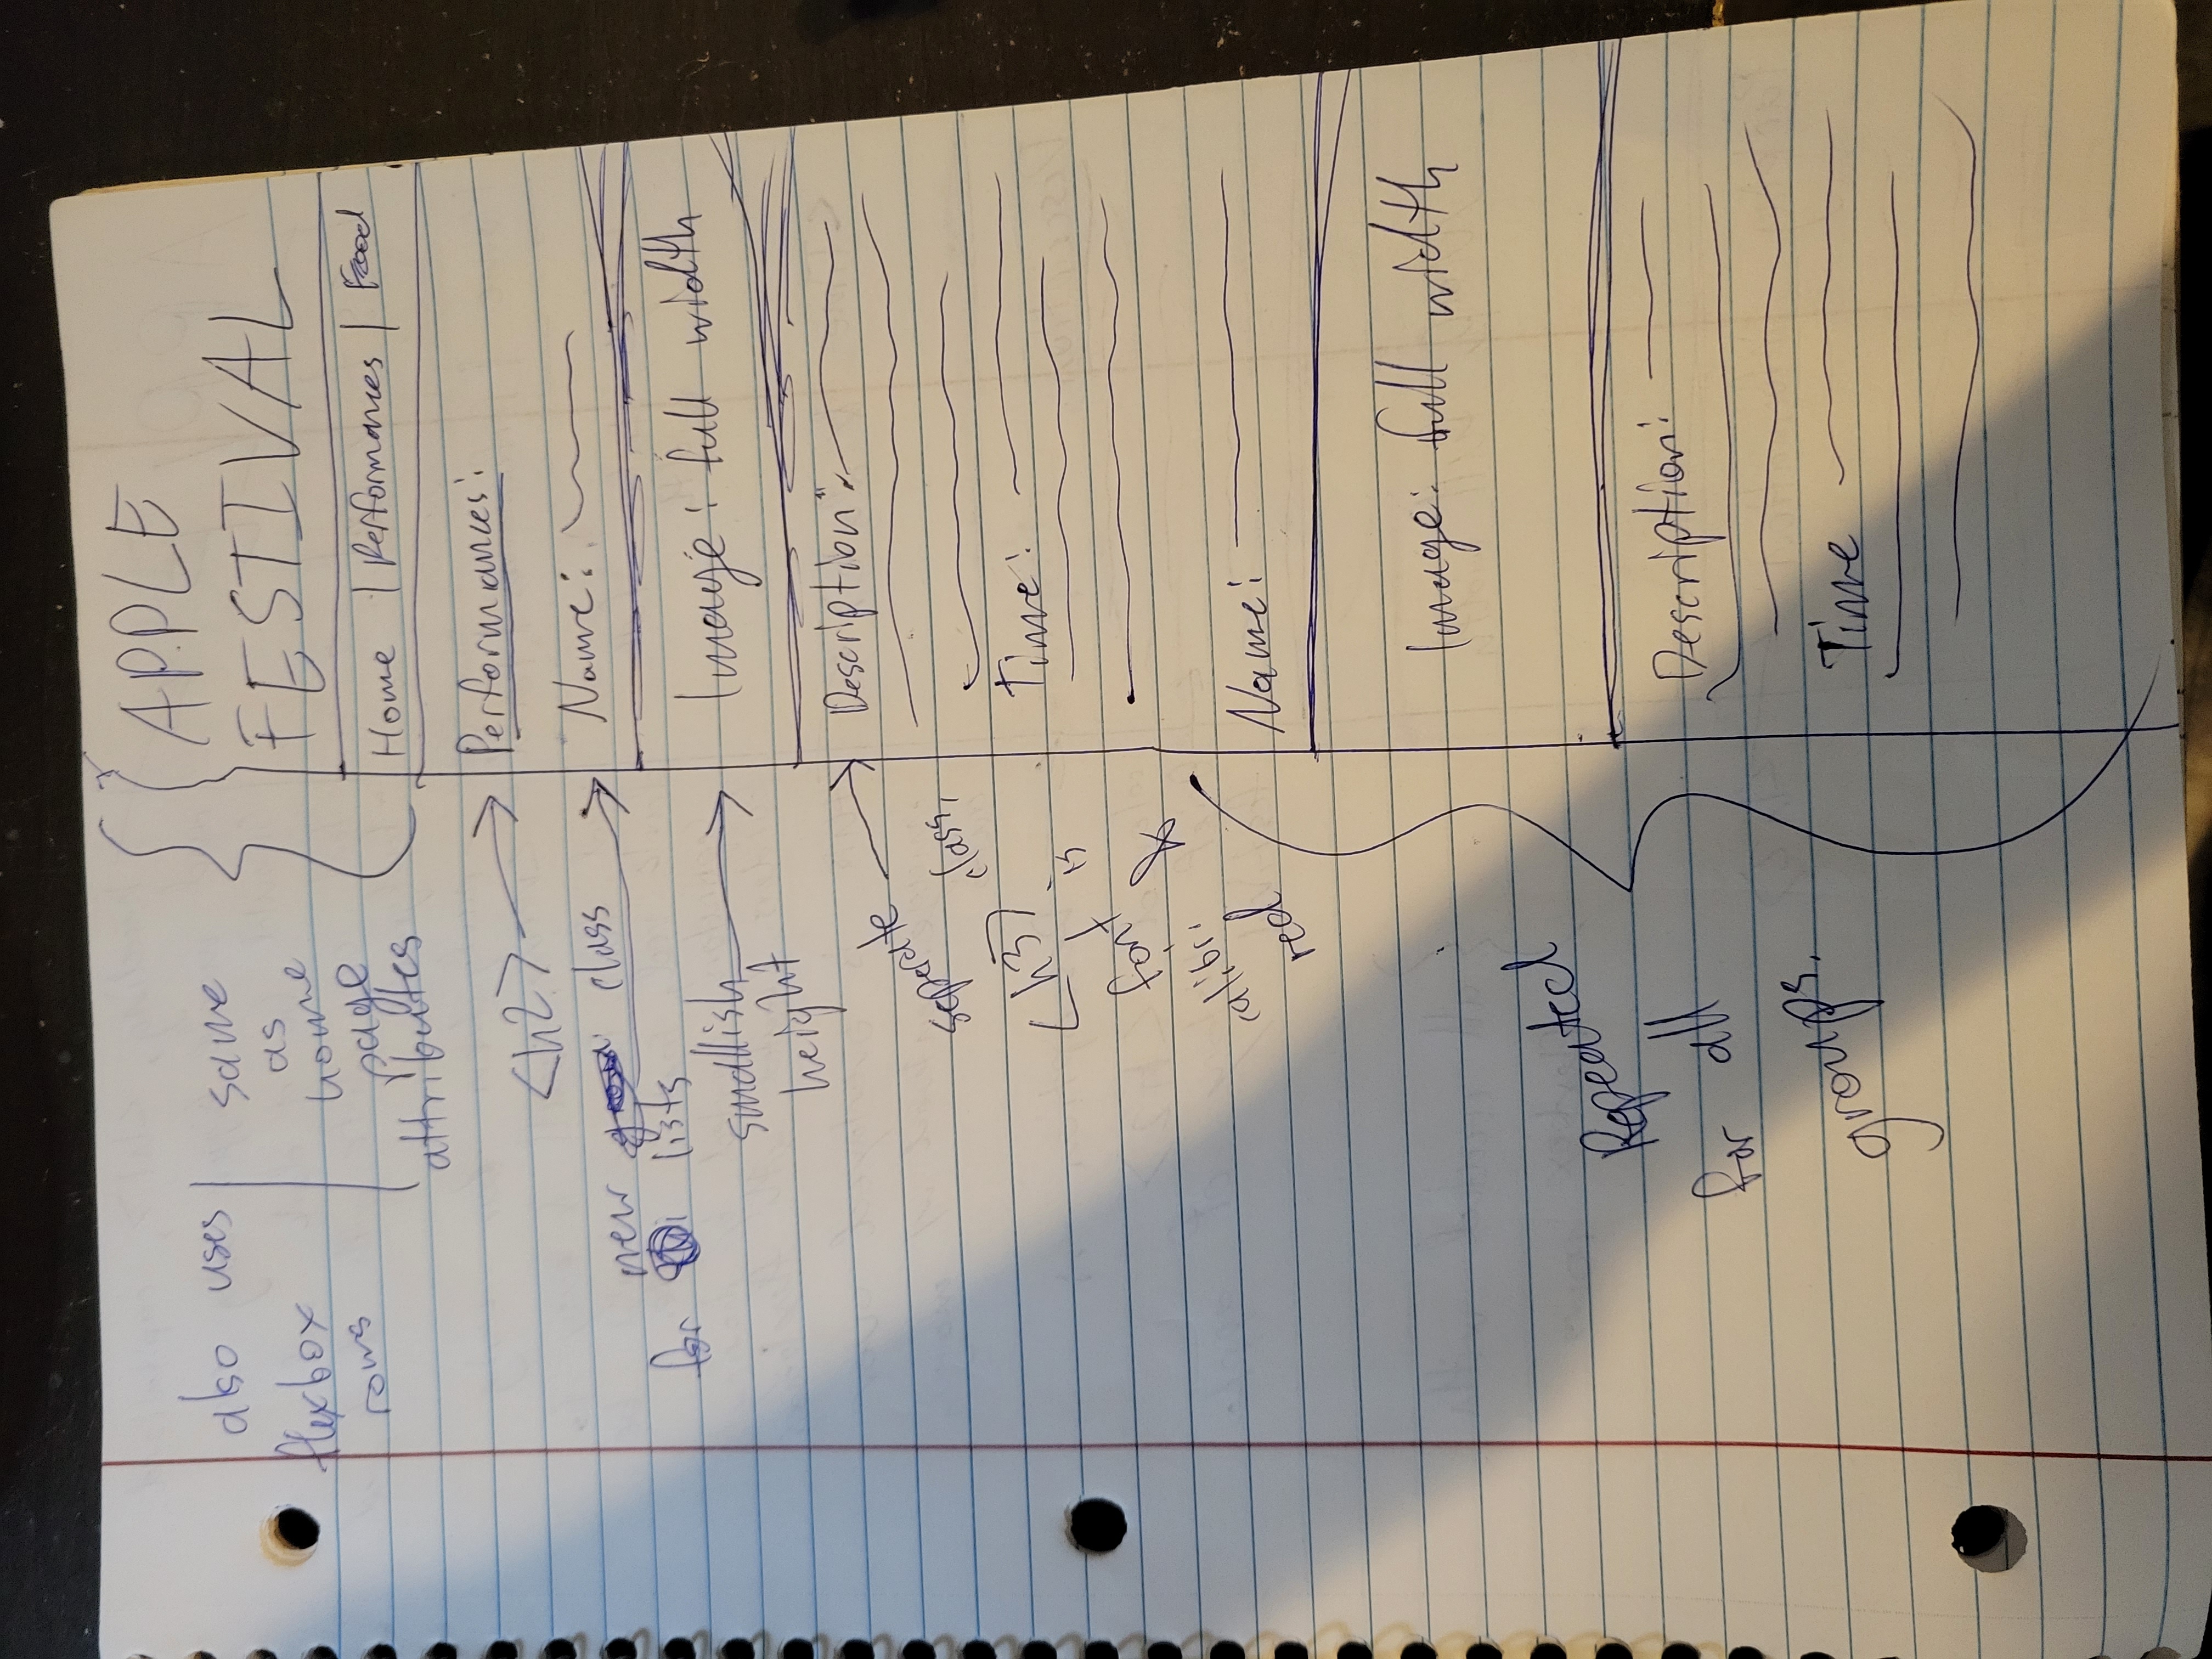 APPLE
FESTIVAL
Home | Performances | Food
also uses
flexbox
rows
same
as
home
page
attributes
<h2>
Performances:
new class
for lists
Name:
smallish
height
Image: full width
seperate
<h3> class,
font is
calibri &
red
Description:
Time:
Repeated
for all
groups.
Name:
Image: full width
Description:
Time